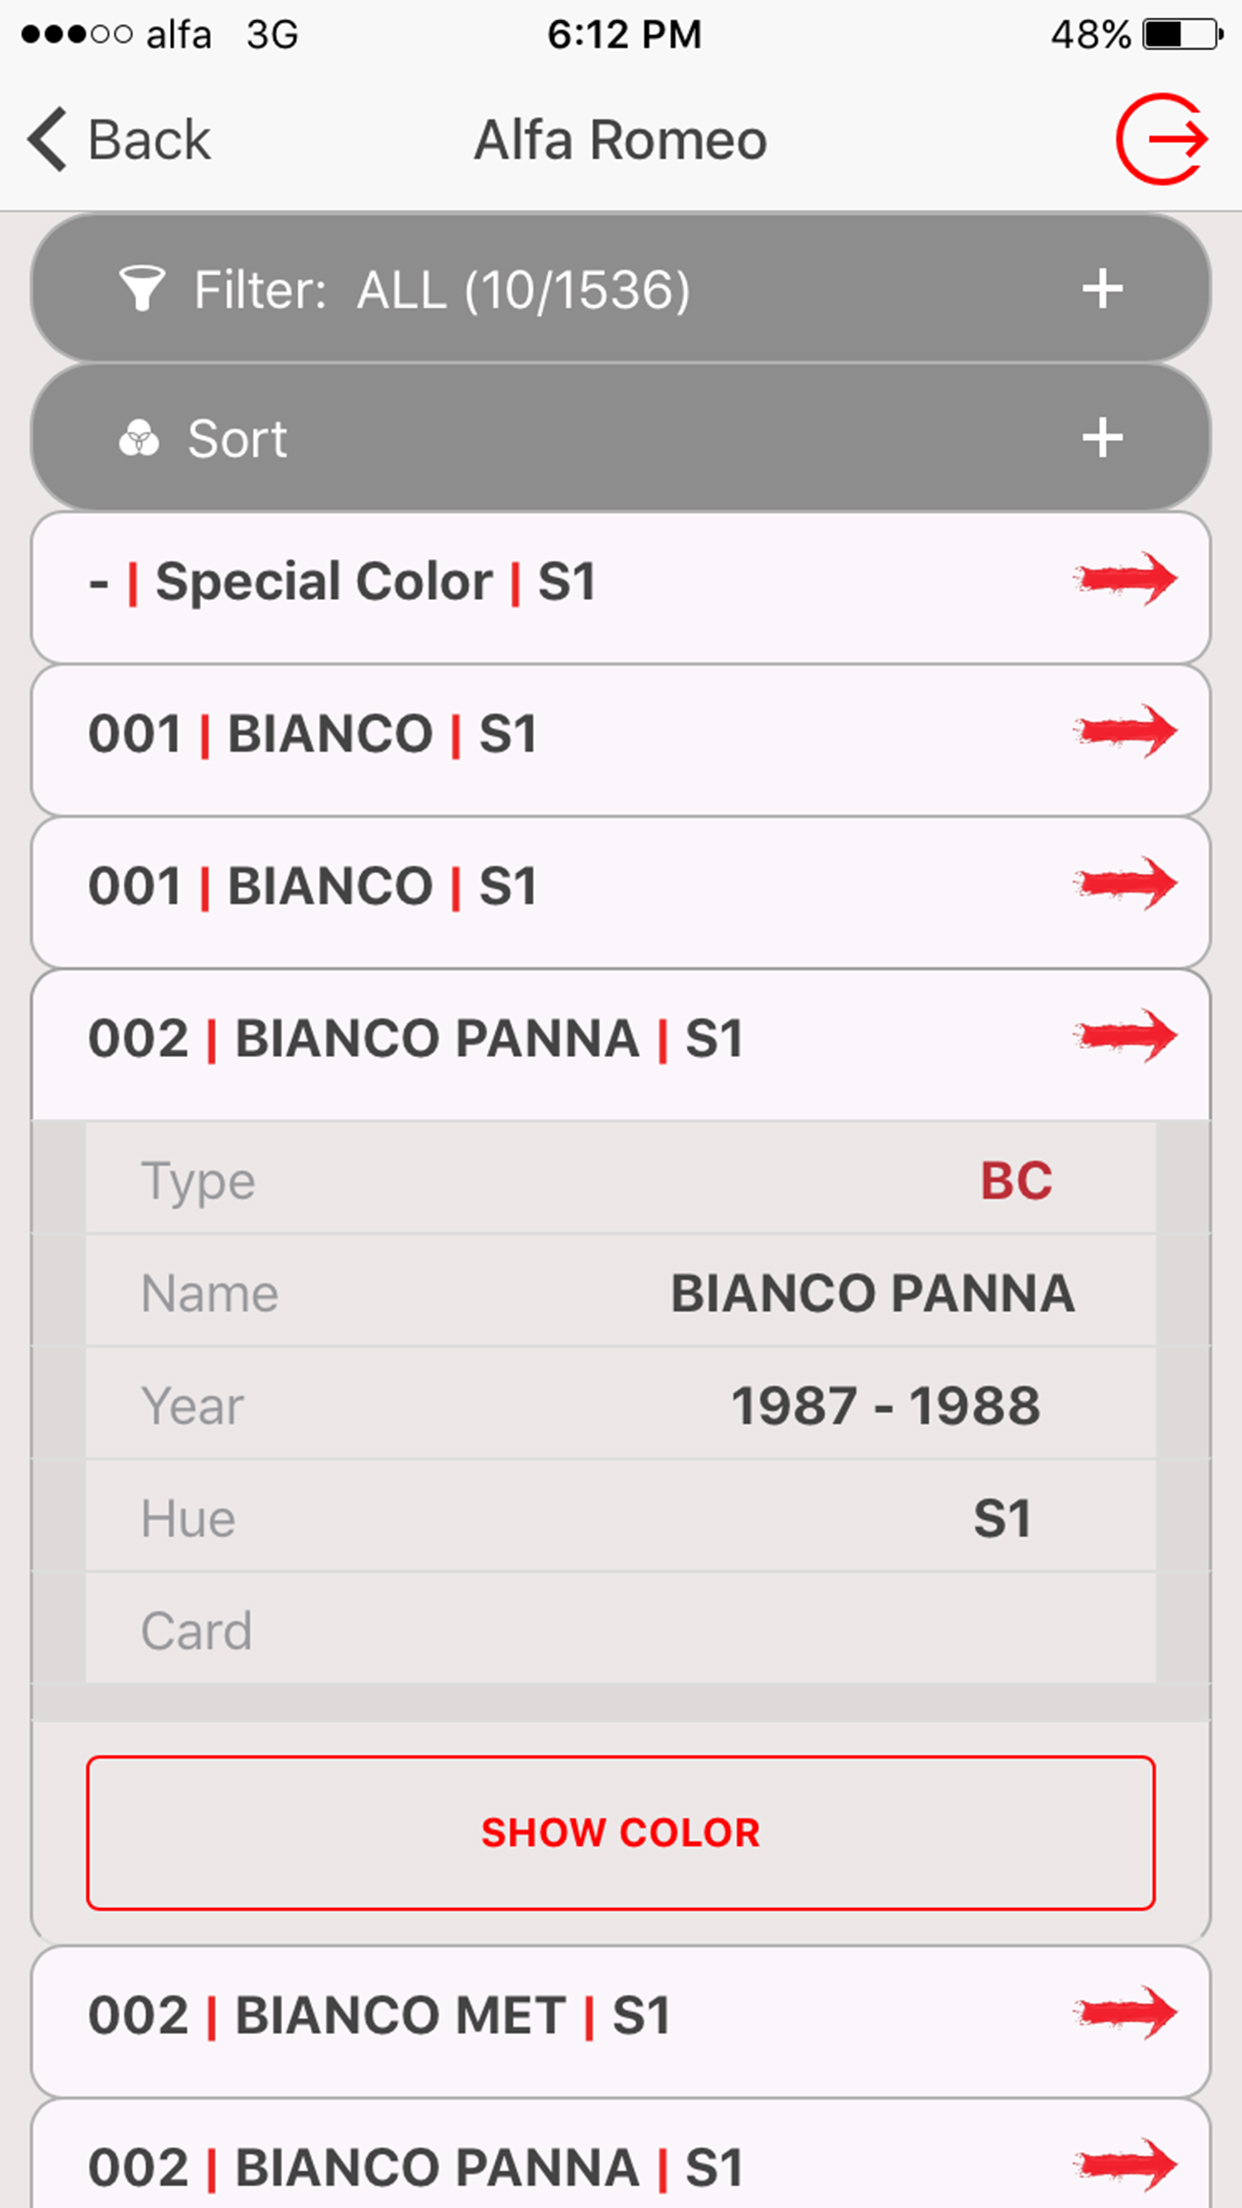 alfa 3G 6:12 PM 48%
Back Alfa Romeo
Filter: ALL (10/1536) +
Sort +
- | Special Color | S1
001 | BIANCO | S1
001 | BIANCO | S1
002 | BIANCO PANNA | S1
Type BC
Name BIANCO PANNA
Year 1987 - 1988
Hue S1
Card
SHOW COLOR
002 | BIANCO MET | S1
002 | BIANCO PANNA | S1